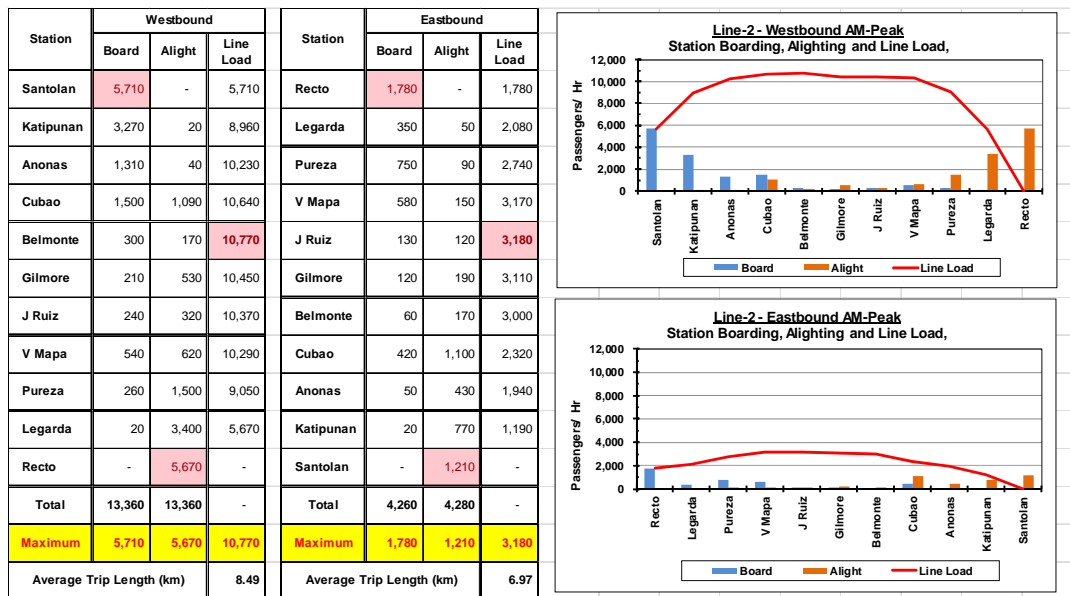 Station Westbound
Board Alight Line Load
Santolan 5,710 - 5,710
Katipunan 3,270 20 8,960
Anonas 1,310 40 10,230
Cubao 1,500 1,090 10,640
Belmonte 300 170 10,770
Gilmore 210 530 10,450
J Ruiz 240 320 10,370
V Mapa 540 620 10,290
Pureza 260 1,500 9,050
Legarda 20 3,400 5,670
Recto - 5,670 -
Total 13,360 13,360 -
Maximum 5,710 5,670 10,770
Average Trip Length (km) 8.49
Station Eastbound
Board Alight Line Load
Recto 1,780 - 1,780
Legarda 350 50 2,080
Pureza 750 90 2,740
V Mapa 580 150 3,170
J Ruiz 130 120 3,180
Gilmore 120 190 3,110
Belmonte 60 170 3,000
Cubao 420 1,100 2,320
Anonas 50 430 1,940
Katipunan 20 770 1,190
Santolan - 1,210 -
Total 4,260 4,280 -
Maximum 1,780 1,210 3,180
Average Trip Length (km) 6.97
Line-2 - Westbound AM-Peak
Station Boarding, Alighting and Line Load,
Passengers/ Hr
12,000
10,000
8,000
6,000
4,000
2,000
0
Santolan
Katipunan
Anonas
Cubao
Belmonte
Gilmore
J Ruiz
V Mapa
Pureza
Legarda
Recto
Board Alight Line Load
Line-2 - Eastbound AM-Peak
Station Boarding, Alighting and Line Load,
Passengers/ Hr
12,000
10,000
8,000
6,000
4,000
2,000
0
Recto
Legarda
Pureza
V Mapa
J Ruiz
Gilmore
Belmonte
Cubao
Anonas
Katipunan
Santolan
Board Alight Line Load